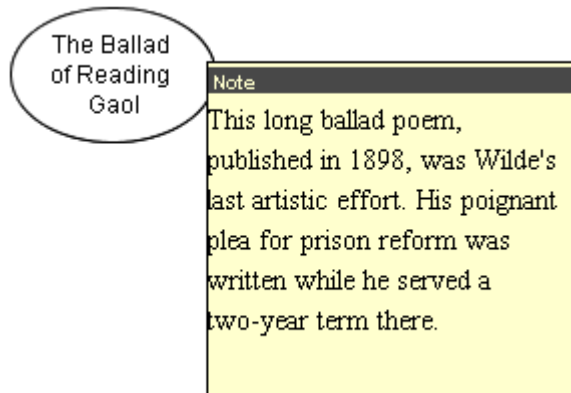 The Ballad
of Reading
Gaol
Note
This long ballad poem,
published in 1898, was Wilde's
last artistic effort. His poignant
plea for prison reform was
written while he served a
two-year term there.